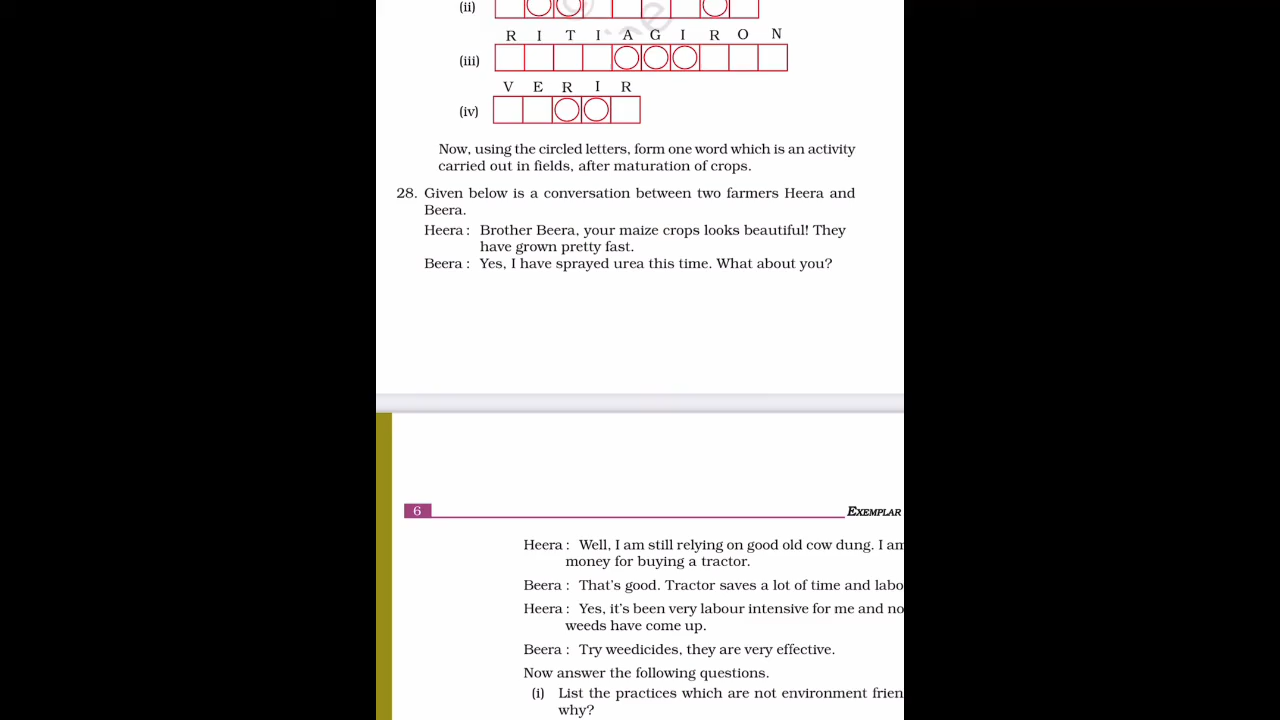 (ii)
R I T I A G I R O N
(iii)
V E R I R
(iv)
Now, using the circled letters, form one word which is an activity
carried out in fields, after maturation of crops.
28. Given below is a conversation between two farmers Heera and
Beera.
Heera : Brother Beera, your maize crops looks beautiful! They
have grown pretty fast.
Beera : Yes, I have sprayed urea this time. What about you?
6 EXEMPLAR
Heera : Well, I am still relying on good old cow dung. I am
money for buying a tractor.
Beera : That's good. Tractor saves a lot of time and labo
Heera : Yes, it's been very labour intensive for me and no
weeds have come up.
Beera : Try weedicides, they are very effective.
Now answer the following questions.
(i) List the practices which are not environment frien
why?